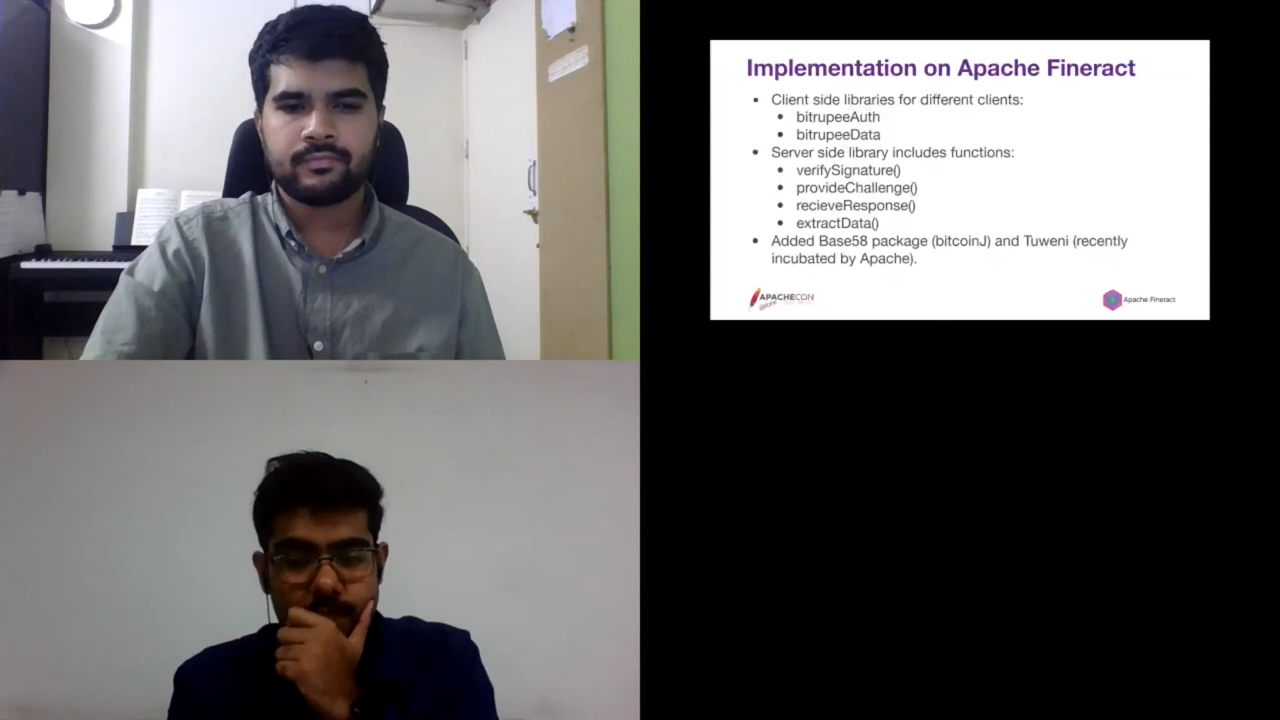 Implementation on Apache Fineract
• Client side libraries for different clients:
• bitrupeeAuth
• bitrupeeData
• Server side library includes functions:
• verifySignature()
• provideChallenge()
• recieveResponse()
• extractData()
• Added Base58 package (bitcoinJ) and Tuweni (recently
incubated by Apache).
APACHECON
Apache Fineract